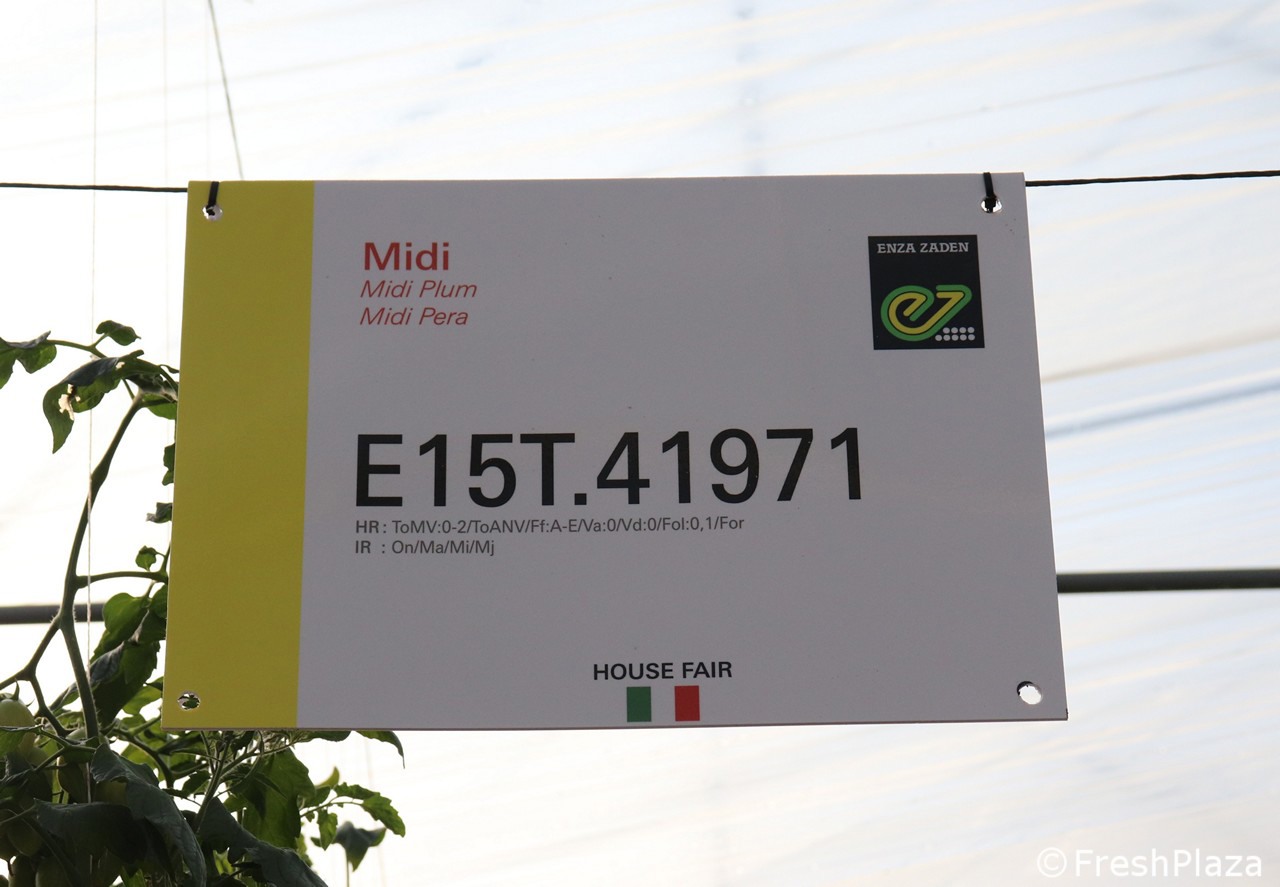 Midi
Midi Plum
Midi Pera
ENZA ZADEN
E15T.41971
HR : ToMV:0-2/ToANV/Ff:A-E/Va:0/Vd:0/Fol:0,1/For
IR : On/Ma/Mi/Mj
HOUSE FAIR
©FreshPlaza